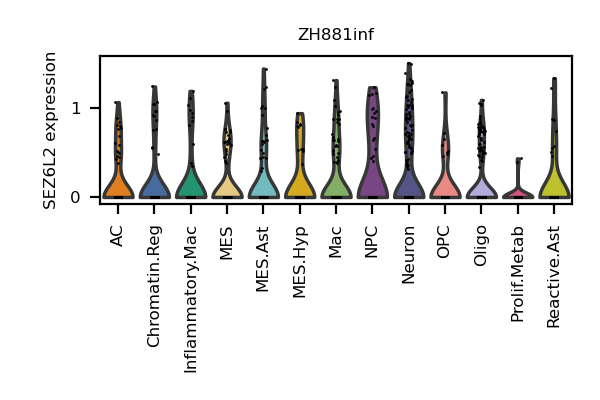 ZH881inf
SEZ6L2 expression
1
0
AC
Chromatin.Reg
Inflammatory.Mac
MES
MES.Ast
MES.Hyp
Mac
NPC
Neuron
OPC
Oligo
Prolif.Metab
Reactive.Ast